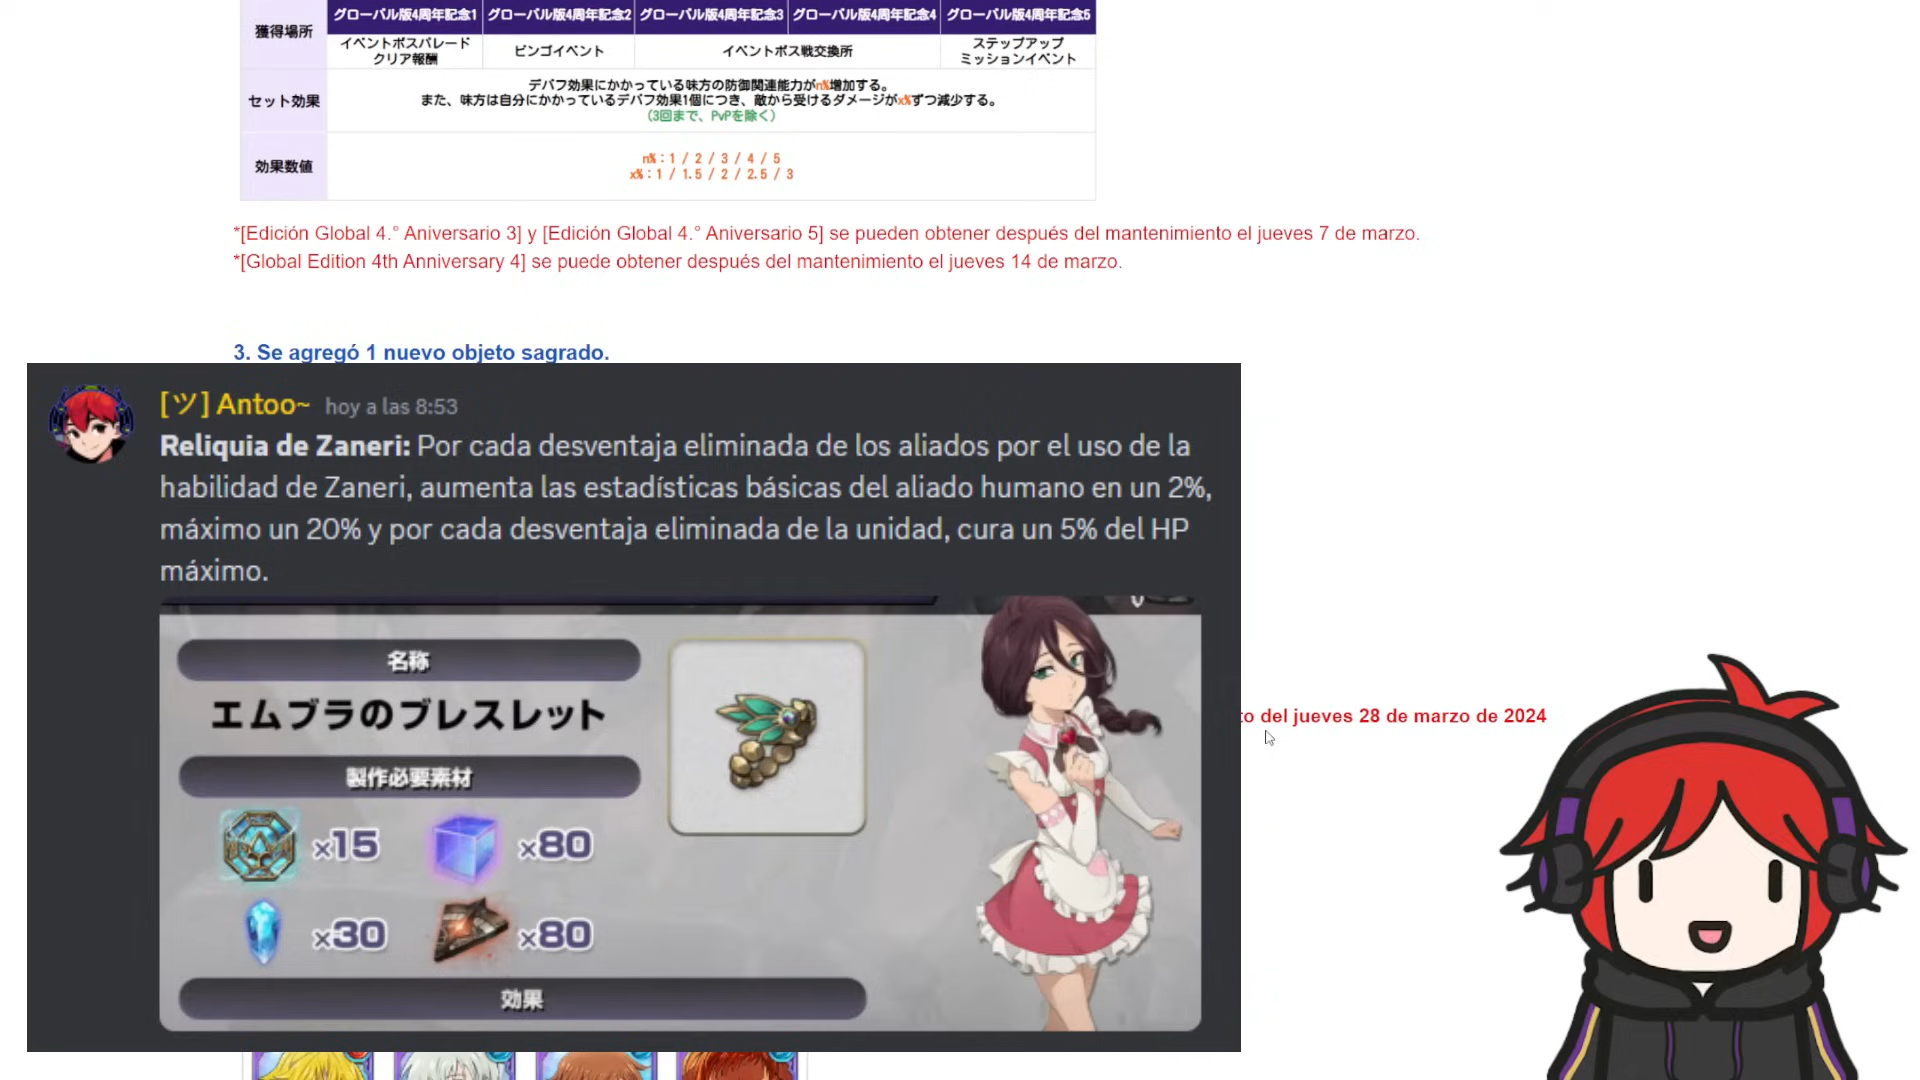 獲得場所
グローバル版4周年記念1 グローバル版4周年記念2 グローバル版4周年記念3 グローバル版4周年記念4 グローバル版4周年記念5
イベントボスパレード
クリア報酬
ビンゴイベント
イベントボス戦交換所
ステップアップ
ミッションイベント
セット効果
デバフ効果にかかっている味方の防御関連能力がn%増加する。
また、味方は自分にかかっているデバフ効果1個につき、敵から受けるダメージがx%ずつ減少する。
（3回まで、PvPを除く）
効果数値
n%：1 / 2 / 3 / 4 / 5
x%：1 / 1.5 / 2 / 2.5 / 3
*[Edición Global 4.° Aniversario 3] y [Edición Global 4.° Aniversario 5] se pueden obtener después del mantenimiento el jueves 7 de marzo.
*[Global Edition 4th Anniversary 4] se puede obtener después del mantenimiento el jueves 14 de marzo.
3. Se agregó 1 nuevo objeto sagrado.
[ツ] Antoo~ hoy a las 8:53
Reliquia de Zaneri: Por cada desventaja eliminada de los aliados por el uso de la
habilidad de Zaneri, aumenta las estadísticas básicas del aliado humano en un 2%,
máximo un 20% y por cada desventaja eliminada de la unidad, cura un 5% del HP
máximo.
名称
エムブラのブレスレット
製作必要素材
x15 x80
x30 x80
効果
to del jueves 28 de marzo de 2024